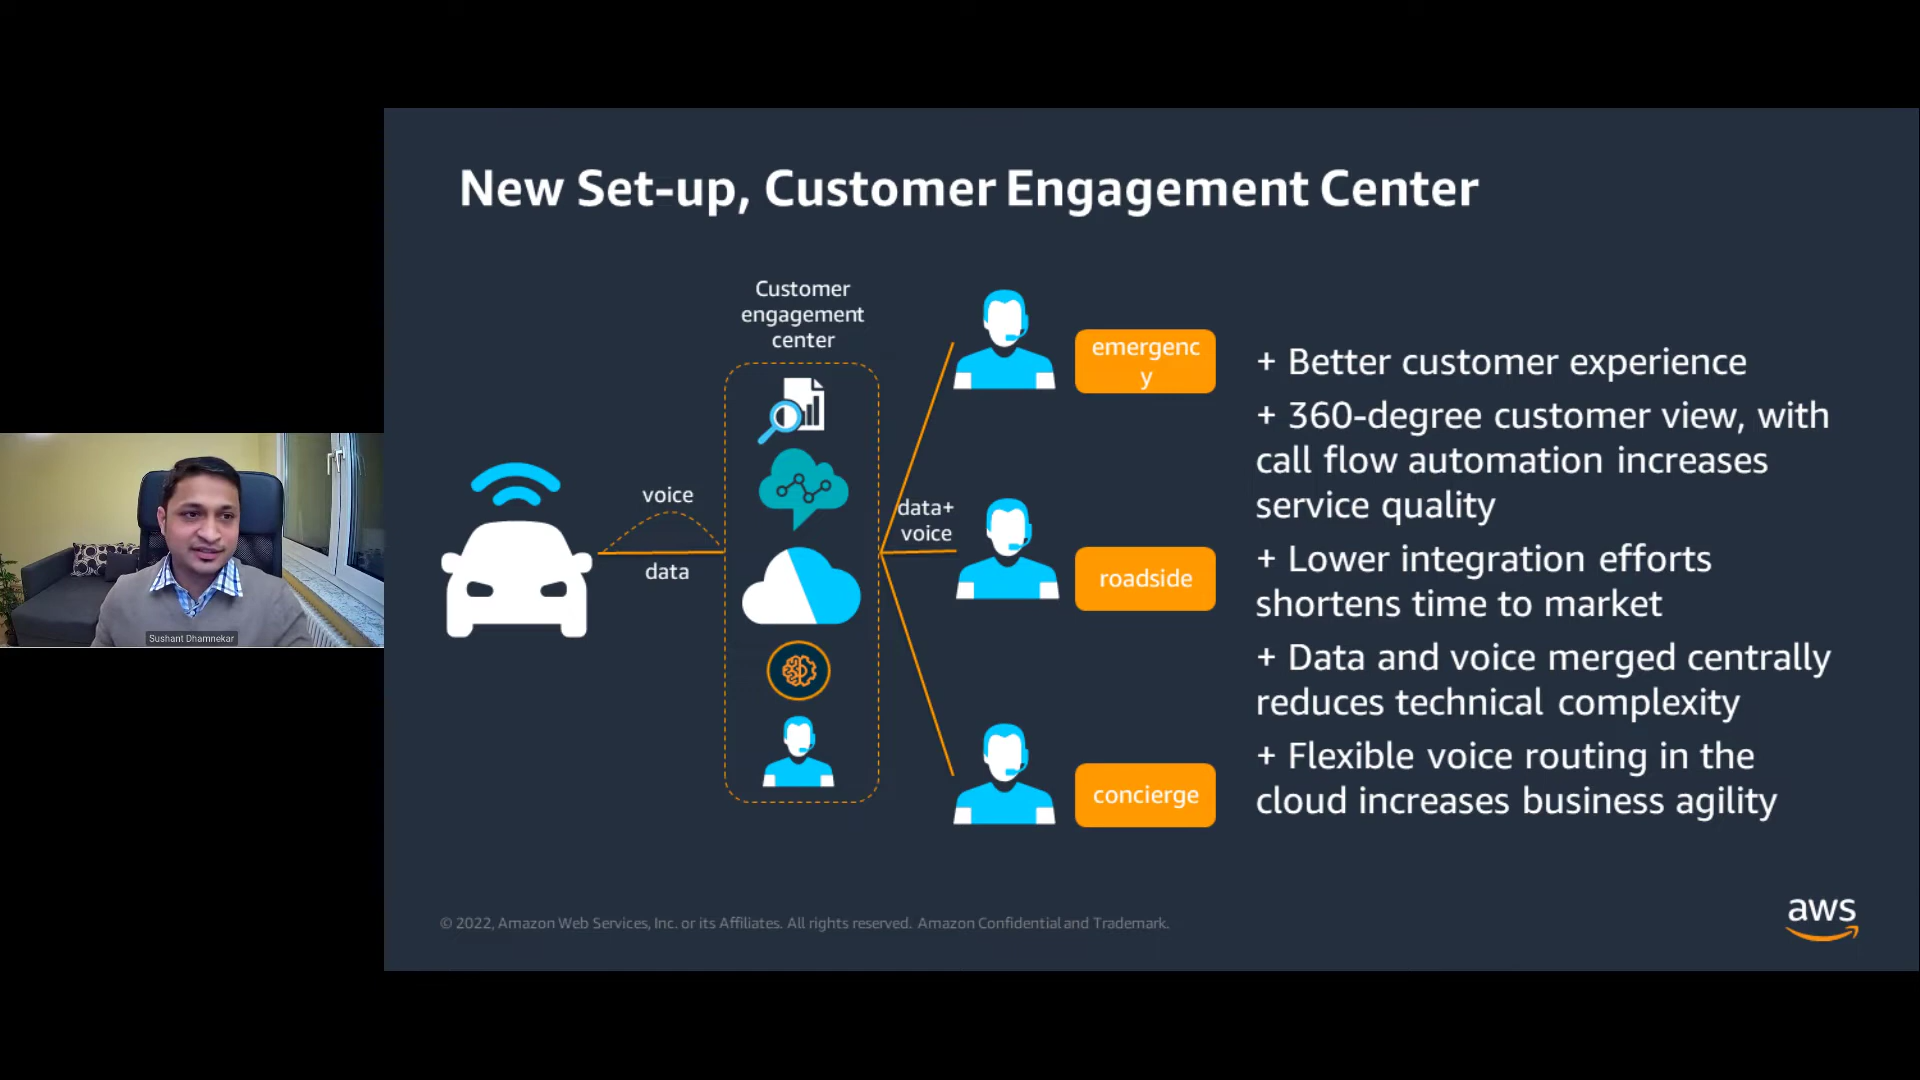 New Set-up, Customer Engagement Center
Customer
engagement
center
voice
data
data+
voice
emergenc
y
roadside
concierge
+ Better customer experience
+ 360-degree customer view, with
call flow automation increases
service quality
+ Lower integration efforts
shortens time to market
+ Data and voice merged centrally
reduces technical complexity
+ Flexible voice routing in the
cloud increases business agility
Sushant Dhamnekar
© 2022, Amazon Web Services, Inc. or its Affiliates. All rights reserved. Amazon Confidential and Trademark.
aws